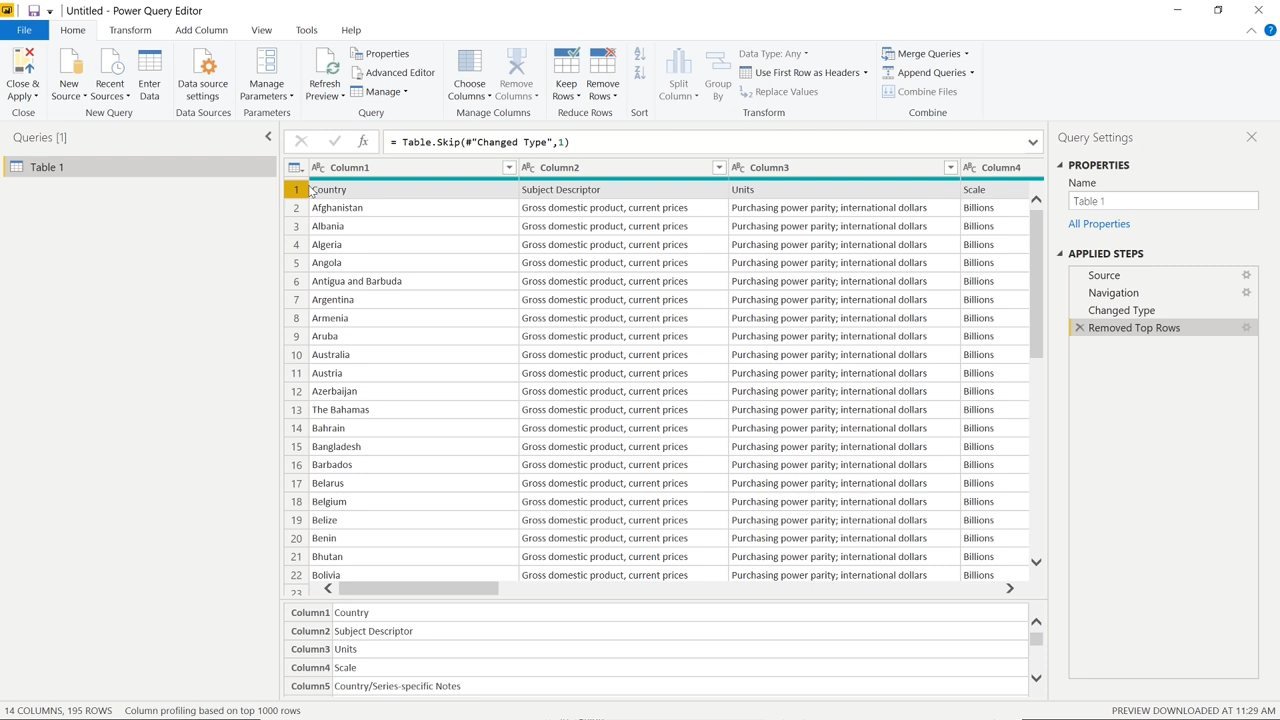 Untitled - Power Query Editor
File Home Transform Add Column View Tools Help
Close & Apply New Source Recent Sources Enter Data Data source settings Manage Parameters Refresh Preview Properties Advanced Editor Manage Choose Columns Remove Columns Keep Rows Remove Rows Split Column Group By Data Type: Any Use First Row as Headers Replace Values Merge Queries Append Queries Combine Files
Close New Query Data Sources Parameters Query Manage Columns Reduce Rows Sort Transform Combine
Queries [1]
Table 1
fx = Table.Skip(#"Changed Type",1)
Column1 Column2 Column3 Column4
1 Country Subject Descriptor Units Scale
2 Afghanistan Gross domestic product, current prices Purchasing power parity; international dollars Billions
3 Albania Gross domestic product, current prices Purchasing power parity; international dollars Billions
4 Algeria Gross domestic product, current prices Purchasing power parity; international dollars Billions
5 Angola Gross domestic product, current prices Purchasing power parity; international dollars Billions
6 Antigua and Barbuda Gross domestic product, current prices Purchasing power parity; international dollars Billions
7 Argentina Gross domestic product, current prices Purchasing power parity; international dollars Billions
8 Armenia Gross domestic product, current prices Purchasing power parity; international dollars Billions
9 Aruba Gross domestic product, current prices Purchasing power parity; international dollars Billions
10 Australia Gross domestic product, current prices Purchasing power parity; international dollars Billions
11 Austria Gross domestic product, current prices Purchasing power parity; international dollars Billions
12 Azerbaijan Gross domestic product, current prices Purchasing power parity; international dollars Billions
13 The Bahamas Gross domestic product, current prices Purchasing power parity; international dollars Billions
14 Bahrain Gross domestic product, current prices Purchasing power parity; international dollars Billions
15 Bangladesh Gross domestic product, current prices Purchasing power parity; international dollars Billions
16 Barbados Gross domestic product, current prices Purchasing power parity; international dollars Billions
17 Belarus Gross domestic product, current prices Purchasing power parity; international dollars Billions
18 Belgium Gross domestic product, current prices Purchasing power parity; international dollars Billions
19 Belize Gross domestic product, current prices Purchasing power parity; international dollars Billions
20 Benin Gross domestic product, current prices Purchasing power parity; international dollars Billions
21 Bhutan Gross domestic product, current prices Purchasing power parity; international dollars Billions
22 Bolivia Gross domestic product, current prices Purchasing power parity; international dollars Billions
23
Column1 Country
Column2 Subject Descriptor
Column3 Units
Column4 Scale
Column5 Country/Series-specific Notes
Query Settings
PROPERTIES
Name
Table 1
All Properties
APPLIED STEPS
Source
Navigation
Changed Type
Removed Top Rows
14 COLUMNS, 195 ROWS Column profiling based on top 1000 rows PREVIEW DOWNLOADED AT 11:29 AM